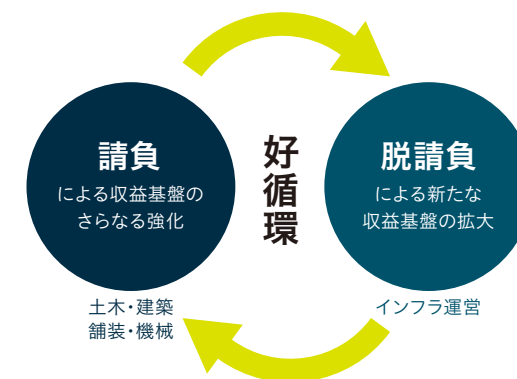 請負
による収益基盤の
さらなる強化
土木・建築
舗装・機械
好循環
脱請負
による新たな
収益基盤の拡大
インフラ運営